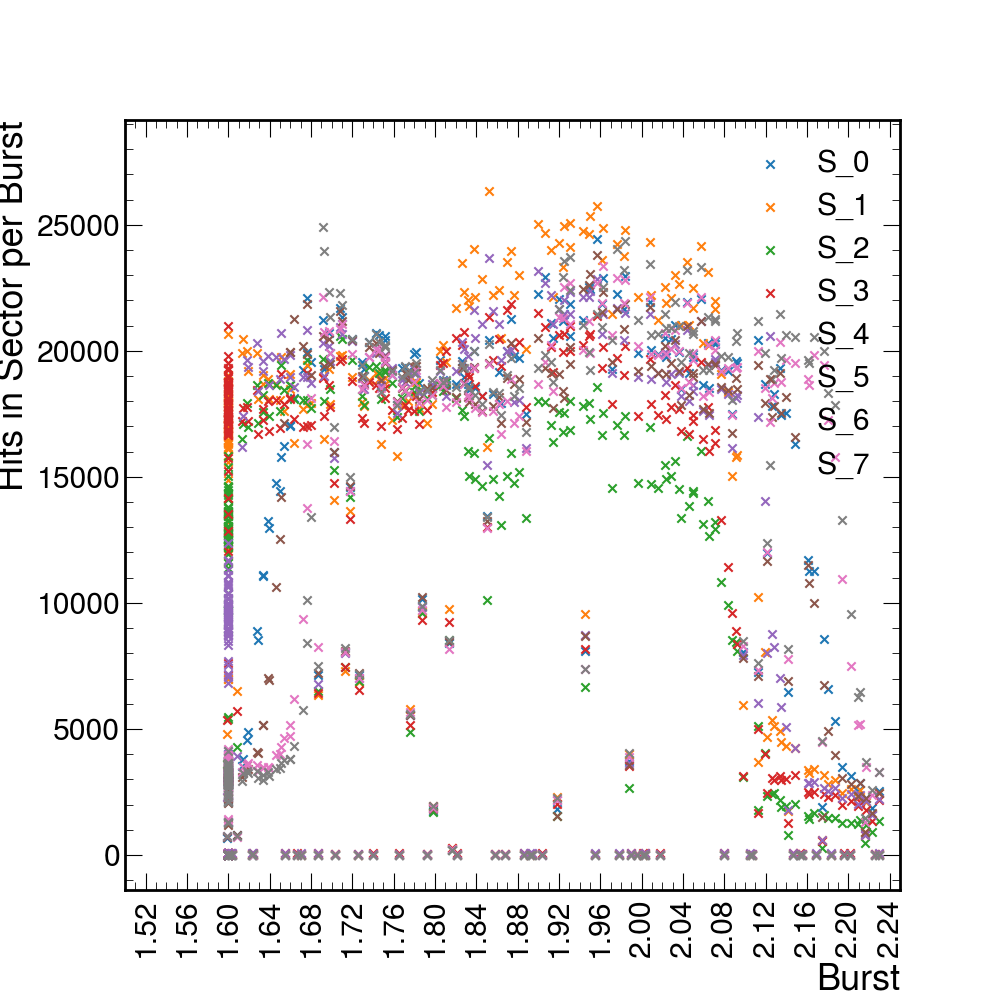 Hits in Sector per Burst
25000
20000
15000
10000
5000
0
S_0
S_1
S_2
S_3
S_4
S_5
S_6
S_7
1.52 1.56 1.60 1.64 1.68 1.72 1.76 1.80 1.84 1.88 1.92 1.96 2.00 2.04 2.08 2.12 2.16 2.20 2.24
Burst